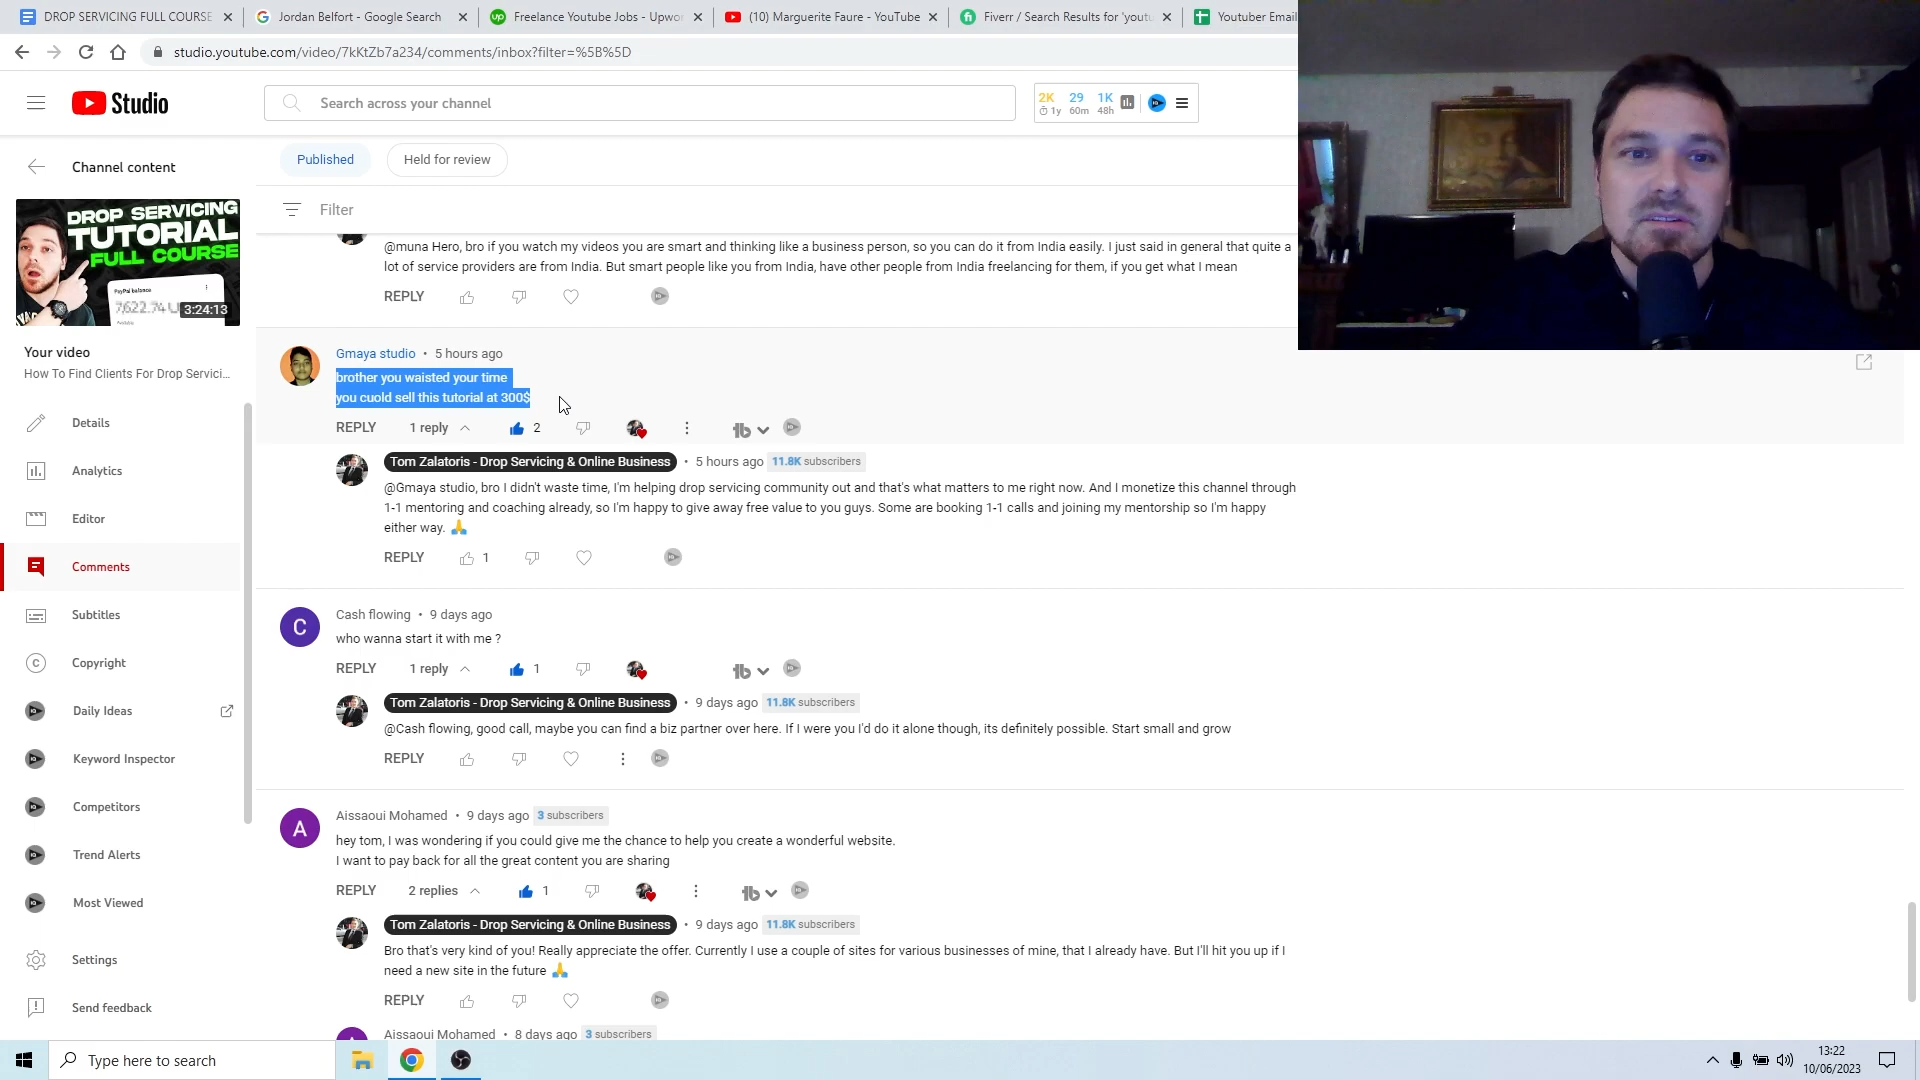 DROP SERVICING FULL COURSE
Jordan Belfort - Google Search
Freelance Youtube Jobs - Upwor
(10) Marguerite Faure - YouTube
Fiverr / Search Results for 'youtu
Youtuber Email
studio.youtube.com/video/7kKtZb7a234/comments/inbox?filter=%5B%5D
Studio
Search across your channel
2K 29 1K
1y 60m 48h
Channel content
Published
Held for review
Filter
DROP SERVICING
TUTORIAL
FULL COURSE
PayPal balance
7,622.74
3:24:13
Your video
How To Find Clients For Drop Servici...
Details
Analytics
Editor
Comments
Subtitles
Copyright
Daily Ideas
Keyword Inspector
Competitors
Trend Alerts
Most Viewed
Settings
Send feedback
@muna Hero, bro if you watch my videos you are smart and thinking like a business person, so you can do it from India easily. I just said in general that quite a
lot of service providers are from India. But smart people like you from India, have other people from India freelancing for them, if you get what I mean
REPLY
Gmaya studio • 5 hours ago
brother you waisted your time
you cuold sell this tutorial at 300$
REPLY 1 reply 2
Tom Zalatoris - Drop Servicing & Online Business • 5 hours ago 11.8K subscribers
@Gmaya studio, bro I didn't waste time, I'm helping drop servicing community out and that's what matters to me right now. And I monetize this channel through
1-1 mentoring and coaching already, so I'm happy to give away free value to you guys. Some are booking 1-1 calls and joining my mentorship so I'm happy
either way. 🙏
REPLY 1
C
Cash flowing • 9 days ago
who wanna start it with me ?
REPLY 1 reply 1
Tom Zalatoris - Drop Servicing & Online Business • 9 days ago 11.8K subscribers
@Cash flowing, good call, maybe you can find a biz partner over here. If I were you I'd do it alone though, its definitely possible. Start small and grow
REPLY
A
Aissaoui Mohamed • 9 days ago 3 subscribers
hey tom, I was wondering if you could give me the chance to help you create a wonderful website.
I want to pay back for all the great content you are sharing
REPLY 2 replies 1
Tom Zalatoris - Drop Servicing & Online Business • 9 days ago 11.8K subscribers
Bro that's very kind of you! Really appreciate the offer. Currently I use a couple of sites for various businesses of mine, that I already have. But I'll hit you up if I
need a new site in the future 🙏
REPLY
Aissaoui Mohamed • 8 days ago 3 subscribers
Type here to search
13:22
10/06/2023